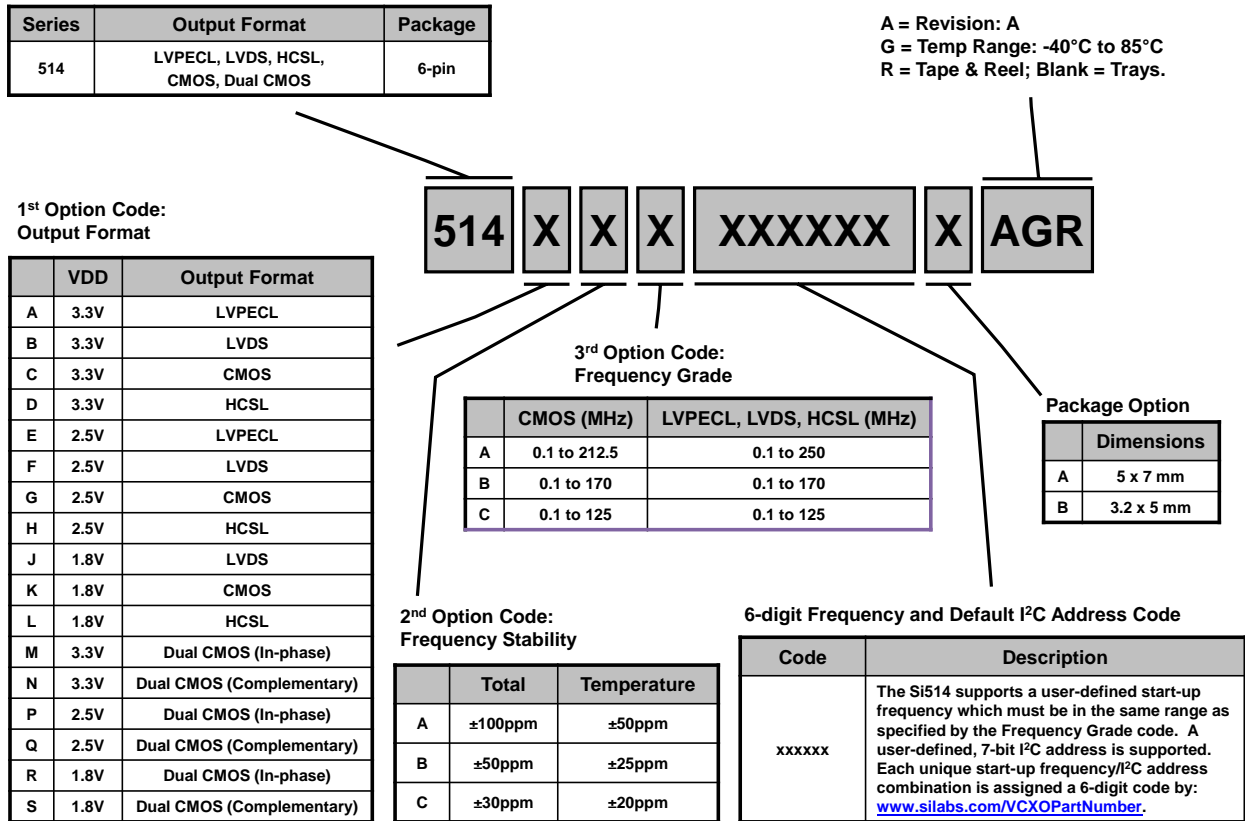 Series Output Format Package
514 LVPECL, LVDS, HCSL, CMOS, Dual CMOS 6-pin
A = Revision: A
G = Temp Range: -40°C to 85°C
R = Tape & Reel; Blank = Trays.
514 X X X XXXXXX X AGR
1st Option Code:
Output Format
VDD Output Format
A 3.3V LVPECL
B 3.3V LVDS
C 3.3V CMOS
D 3.3V HCSL
E 2.5V LVPECL
F 2.5V LVDS
G 2.5V CMOS
H 2.5V HCSL
J 1.8V LVDS
K 1.8V CMOS
L 1.8V HCSL
M 3.3V Dual CMOS (In-phase)
N 3.3V Dual CMOS (Complementary)
P 2.5V Dual CMOS (In-phase)
Q 2.5V Dual CMOS (Complementary)
R 1.8V Dual CMOS (In-phase)
S 1.8V Dual CMOS (Complementary)
3rd Option Code:
Frequency Grade
CMOS (MHz) LVPECL, LVDS, HCSL (MHz)
A 0.1 to 212.5 0.1 to 250
B 0.1 to 170 0.1 to 170
C 0.1 to 125 0.1 to 125
Package Option
Dimensions
A 5 x 7 mm
B 3.2 x 5 mm
2nd Option Code:
Frequency Stability
Total Temperature
A ±100ppm ±50ppm
B ±50ppm ±25ppm
C ±30ppm ±20ppm
6-digit Frequency and Default I2C Address Code
Code Description
xxxxxx
The Si514 supports a user-defined start-up
frequency which must be in the same range as
specified by the Frequency Grade code. A
user-defined, 7-bit I2C address is supported.
Each unique start-up frequency/I2C address
combination is assigned a 6-digit code by:
www.silabs.com/VCXOPartNumber.